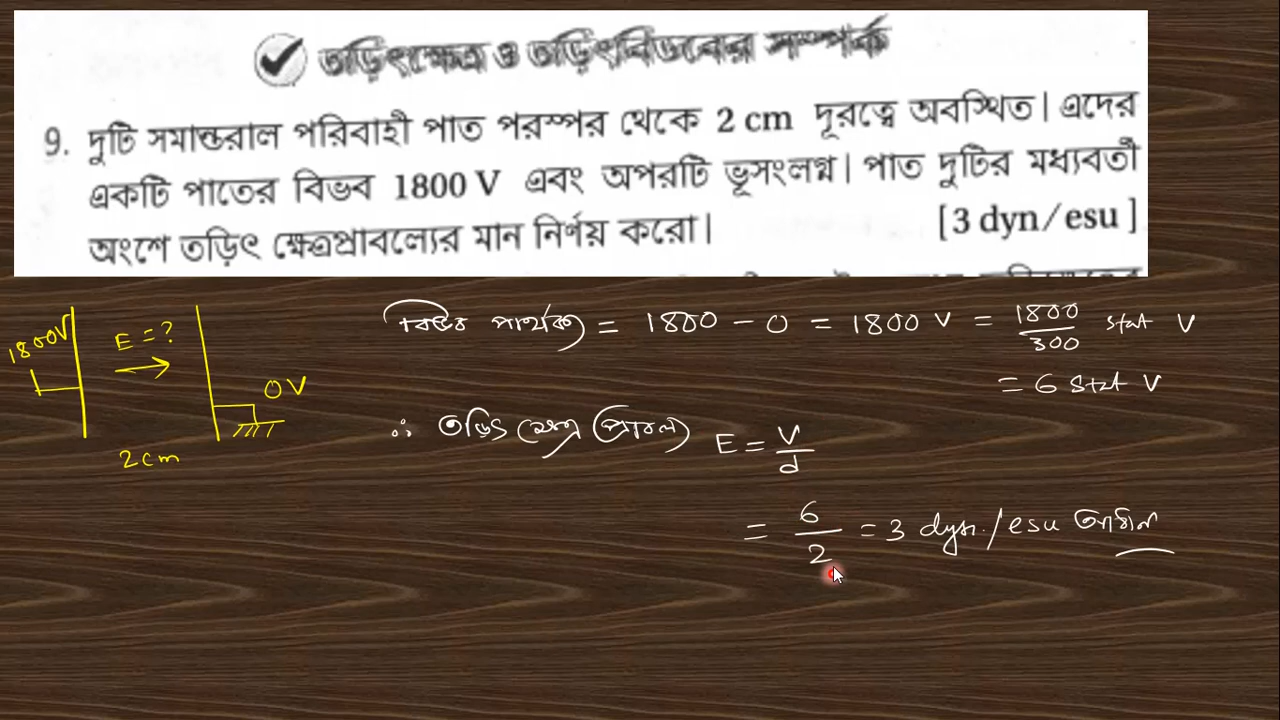 তড়িৎক্ষেত্র ও তড়িৎবিভবের সম্পর্ক
9. দুটি সমান্তরাল পরিবাহী পাত পরস্পর থেকে 2 cm দূরত্বে অবস্থিত। এদের
একটি পাতের বিভব 1800 V এবং অপরটি ভূসংলগ্ন। পাত দুটির মধ্যবর্তী
অংশে তড়িৎ ক্ষেত্রপ্রাবল্যের মান নির্ণয় করো। [3 dyn/esu]
1800V E = ? 0V
2cm
বিভব পার্থক্য = 1800 - 0 = 1800 V = 1800/300 stat V
= 6 stat V
∴ তড়িৎ ক্ষেত্র প্রাবল্য E = V/d
= 6/2 = 3 dyn/esu